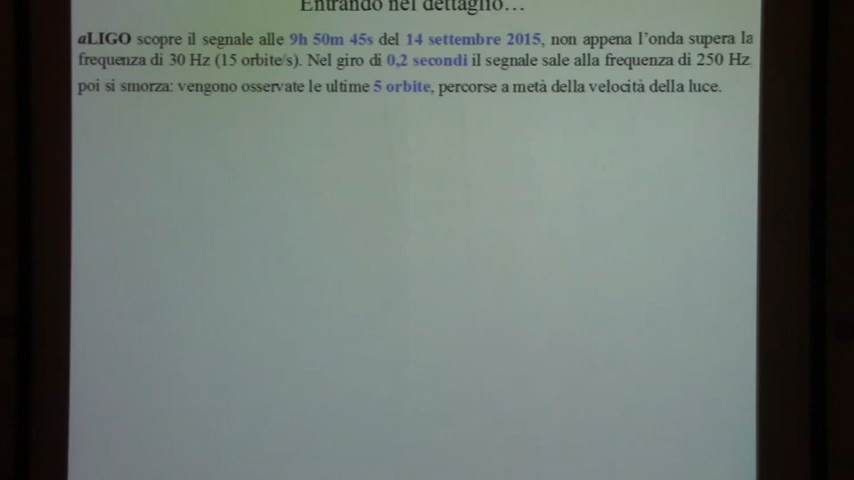 Entrando nel dettaglio…
aLIGO scopre il segnale alle 9h 50m 45s del 14 settembre 2015, non appena l’onda supera la
frequenza di 30 Hz (15 orbite/s). Nel giro di 0,2 secondi il segnale sale alla frequenza di 250 Hz
poi si smorza: vengono osservate le ultime 5 orbite, percorse a metà della velocità della luce.